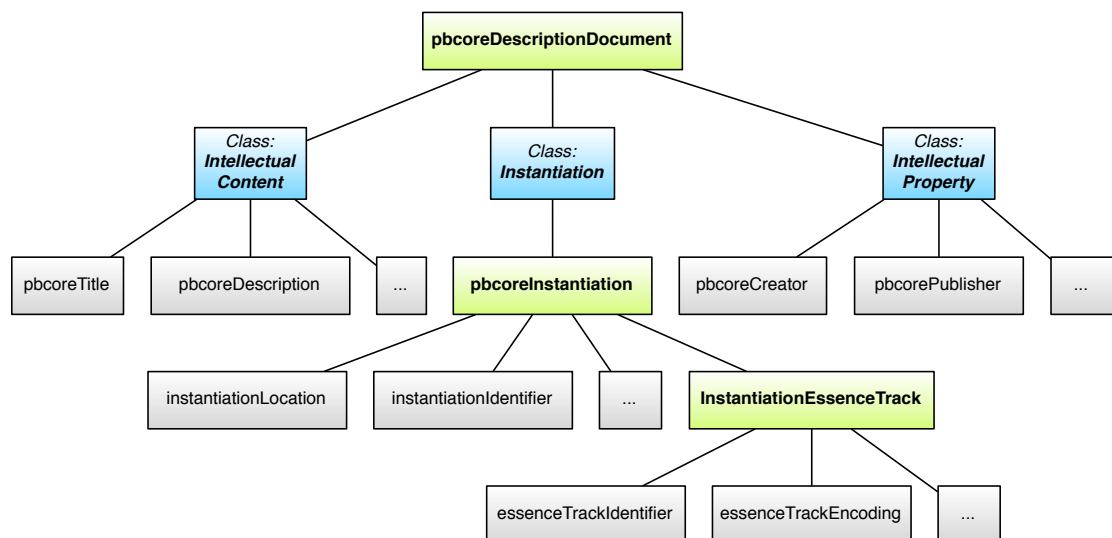 pbcoreDescriptionDocument
Class:
Intellectual
Content
Class:
Instantiation
Class:
Intellectual
Property
pbcoreTitle
pbcoreDescription
...
pbcoreInstantiation
pbcoreCreator
pbcorePublisher
...
instantiationLocation
instantiationIdentifier
...
InstantiationEssenceTrack
essenceTrackIdentifier
essenceTrackEncoding
...